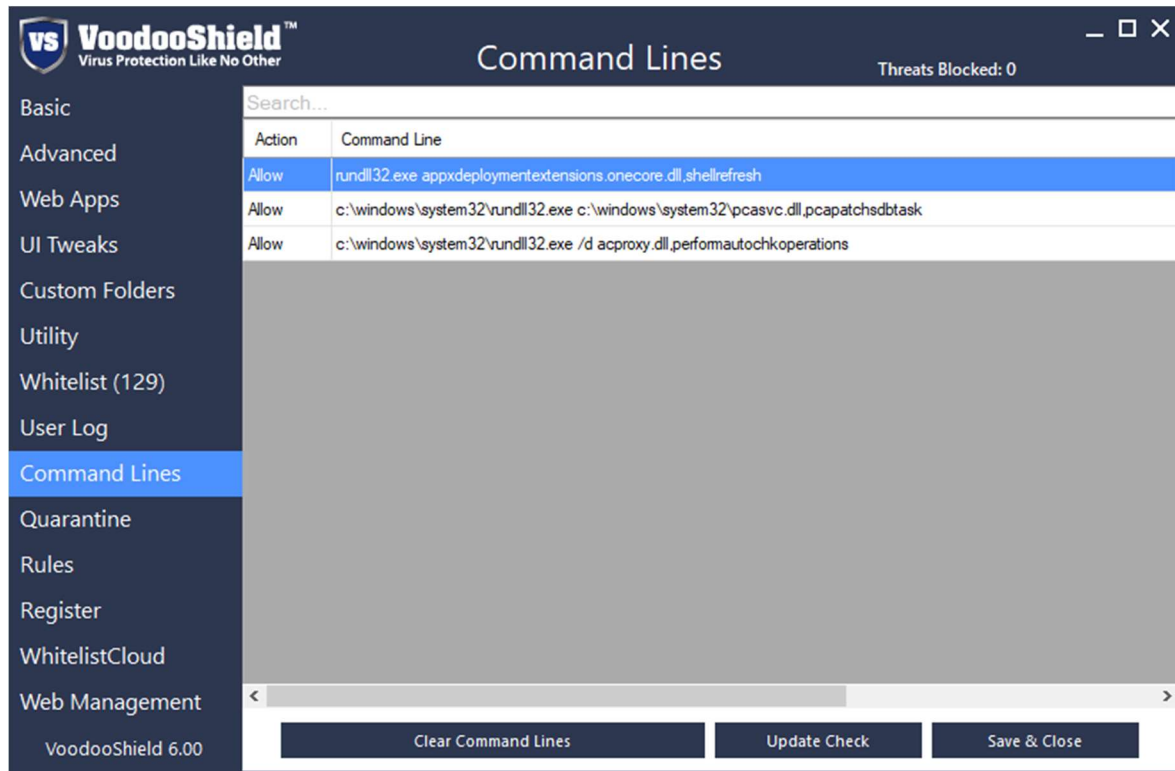 VS VoodooShield™
Virus Protection Like No Other
Command Lines
Threats Blocked: 0
Basic
Advanced
Web Apps
UI Tweaks
Custom Folders
Utility
Whitelist (129)
User Log
Command Lines
Quarantine
Rules
Register
WhitelistCloud
Web Management
VoodooShield 6.00
Search...
Action Command Line
Allow rundll32.exe appxdeploymentextensions.onecore.dll,shellrefresh
Allow c:\windows\system32\rundll32.exe c:\windows\system32\pcasvc.dll,pcapatchsdbtask
Allow c:\windows\system32\rundll32.exe /d acproxy.dll,performautochkoperations
Clear Command Lines Update Check Save & Close